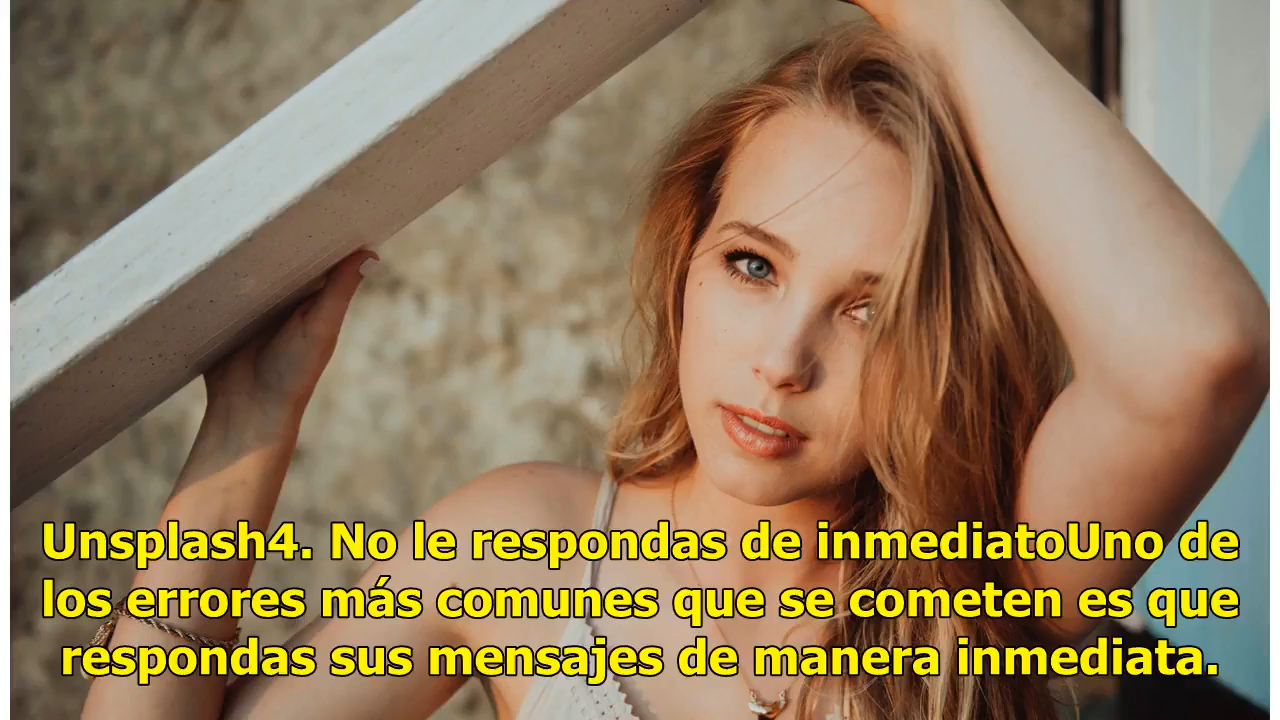 Unsplash4. No le respondas de inmediatoUno de
los errores más comunes que se cometen es que
respondas sus mensajes de manera inmediata.